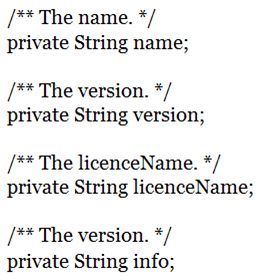 /** The name. */
private String name;
/** The version. */
private String version;
/** The licenceName. */
private String licenceName;
/** The version. */
private String info;